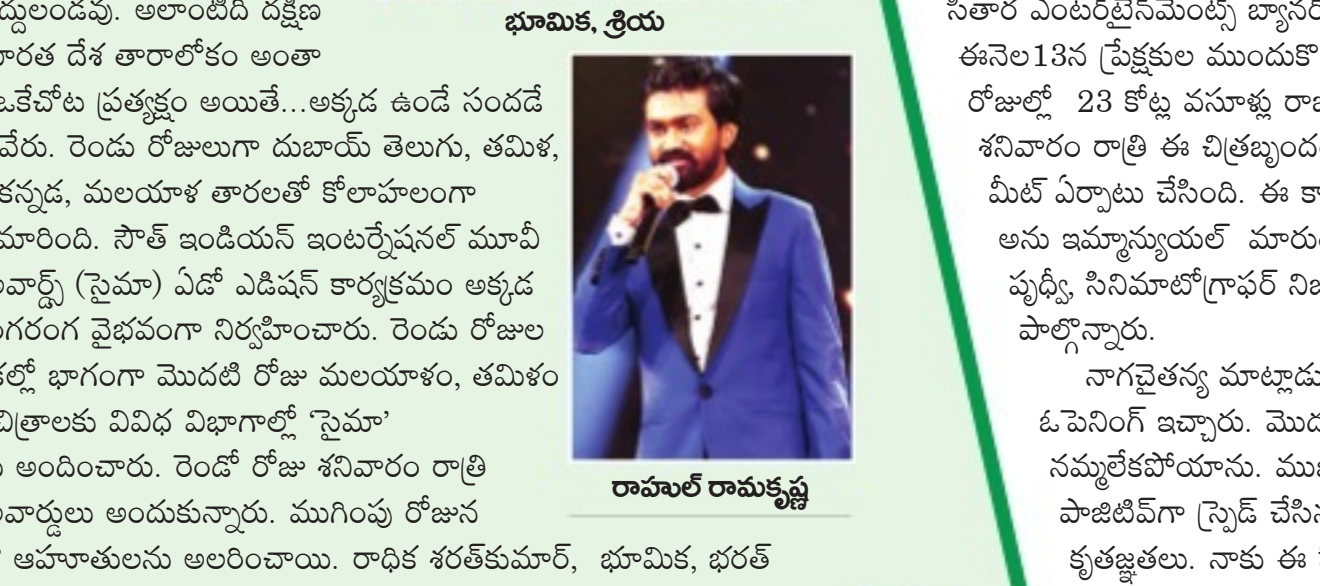 భూమిక, శ్రియ
ద్దులండవు. అలాంటిది దక్షిణ
భారత దేశ తారాలోకం అంతా
ఒకేచోట ప్రత్యక్షం అయితే...అక్కడ ఉండే సందడే
వేరు. రెండు రోజులుగా దుబాయ్ తెలుగు, తమిళ,
కన్నడ, మలయాళ తారలతో కోలాహలంగా
మారింది. సౌత్ ఇండియన్ ఇంటర్నేషనల్ మూవీ
అవార్డ్స్ (సైమా) ఏడో ఎడిషన్ కార్యక్రమం అక్కడ
రంగరంగ వైభవంగా నిర్వహించారు. రెండు రోజుల
కల్లో భాగంగా మొదటి రోజు మలయాళం, తమిళం
చిత్రాలకు వివిధ విభాగాల్లో ‘సైమా’
అందించారు. రెండో రోజు శనివారం రాత్రి
అవార్డులు అందుకున్నారు. ముగింపు రోజున
ఆహూతులను అలరించాయి. రాధిక శరత్‌కుమార్, భూమిక, భరత్
రాహుల్ రామకృష్ణ
సితార ఎంటర్‌టైన్‌మెంట్స్ బ్యానర్
ఈనెల13న ప్రేక్షకుల ముందుకొ
రోజుల్లో 23 కోట్ల వసూళ్లు రాబ
శనివారం రాత్రి ఈ చిత్రబృందం
మీట్ ఏర్పాటు చేసింది. ఈ కా
అను ఇమ్మాన్యుయల్ మారు
పృథ్వీ, సినిమాటోగ్రాఫర్ నిజ
పాల్గొన్నారు.
నాగచైతన్య మాట్లాడు
ఓపెనింగ్ ఇచ్చారు. మొద
నమ్మలేకపోయాను. ము
పాజిటివ్‌గా స్ప్రెడ్ చేసిన
కృతజ్ఞతలు. నాకు ఈ